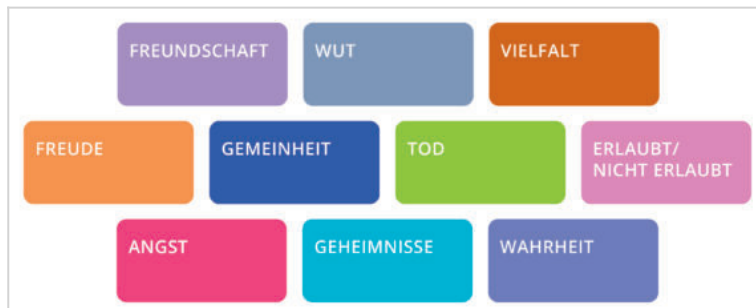 FREUNDSCHAFT
WUT
VIELFALT
FREUDE
GEMEINHEIT
TOD
ERLAUBT/
NICHT ERLAUBT
ANGST
GEHEIMNISSE
WAHRHEIT